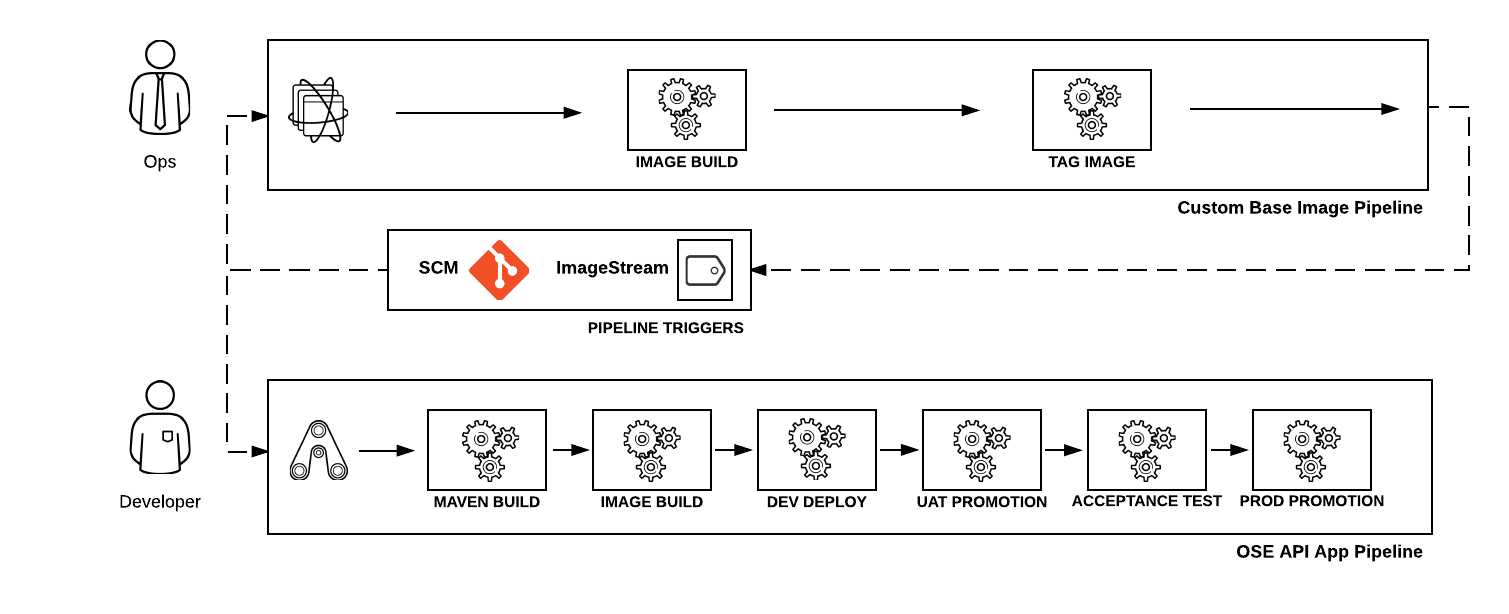 Ops
IMAGE BUILD
TAG IMAGE
Custom Base Image Pipeline
SCM
ImageStream
PIPELINE TRIGGERS
Developer
MAVEN BUILD
IMAGE BUILD
DEV DEPLOY
UAT PROMOTION
ACCEPTANCE TEST
PROD PROMOTION
OSE API App Pipeline